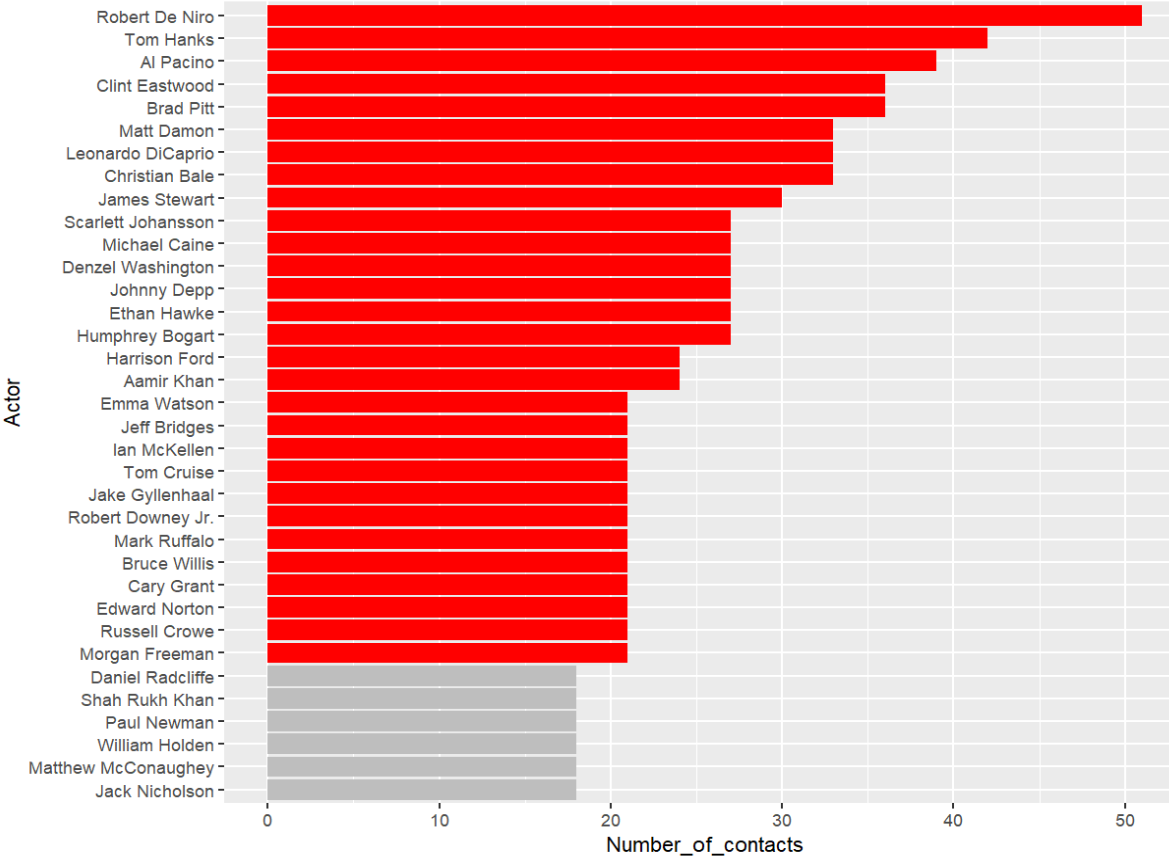 Robert De Niro
Tom Hanks
Al Pacino
Clint Eastwood
Brad Pitt
Matt Damon
Leonardo DiCaprio
Christian Bale
James Stewart
Scarlett Johansson
Michael Caine
Denzel Washington
Johnny Depp
Ethan Hawke
Humphrey Bogart
Harrison Ford
Aamir Khan
Emma Watson
Jeff Bridges
Ian McKellen
Tom Cruise
Jake Gyllenhaal
Robert Downey Jr.
Mark Ruffalo
Bruce Willis
Cary Grant
Edward Norton
Russell Crowe
Morgan Freeman
Daniel Radcliffe
Shah Rukh Khan
Paul Newman
William Holden
Matthew McConaughey
Jack Nicholson
Actor
0 10 20 30 40 50
Number_of_contacts